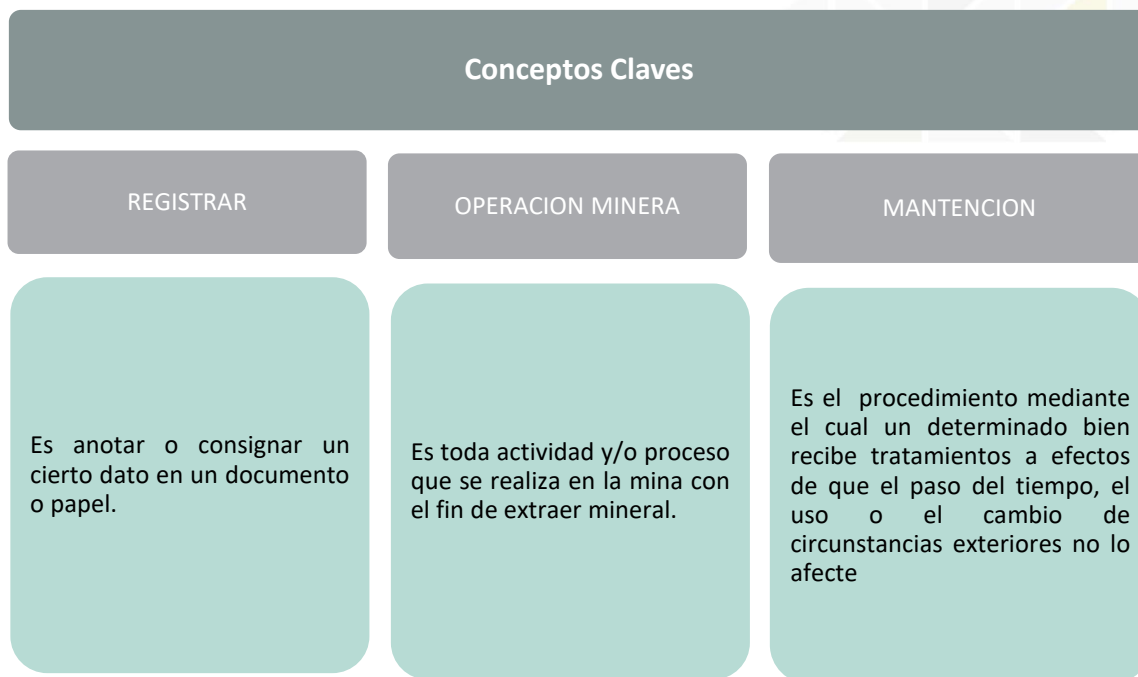 Conceptos Claves
REGISTRAR
OPERACION MINERA
MANTENCION
Es anotar o consignar un
cierto dato en un documento
o papel.
Es toda actividad y/o proceso
que se realiza en la mina con
el fin de extraer mineral.
Es el procedimiento mediante
el cual un determinado bien
recibe tratamientos a efectos
de que el paso del tiempo, el
uso o el cambio de
circunstancias exteriores no lo
afecte